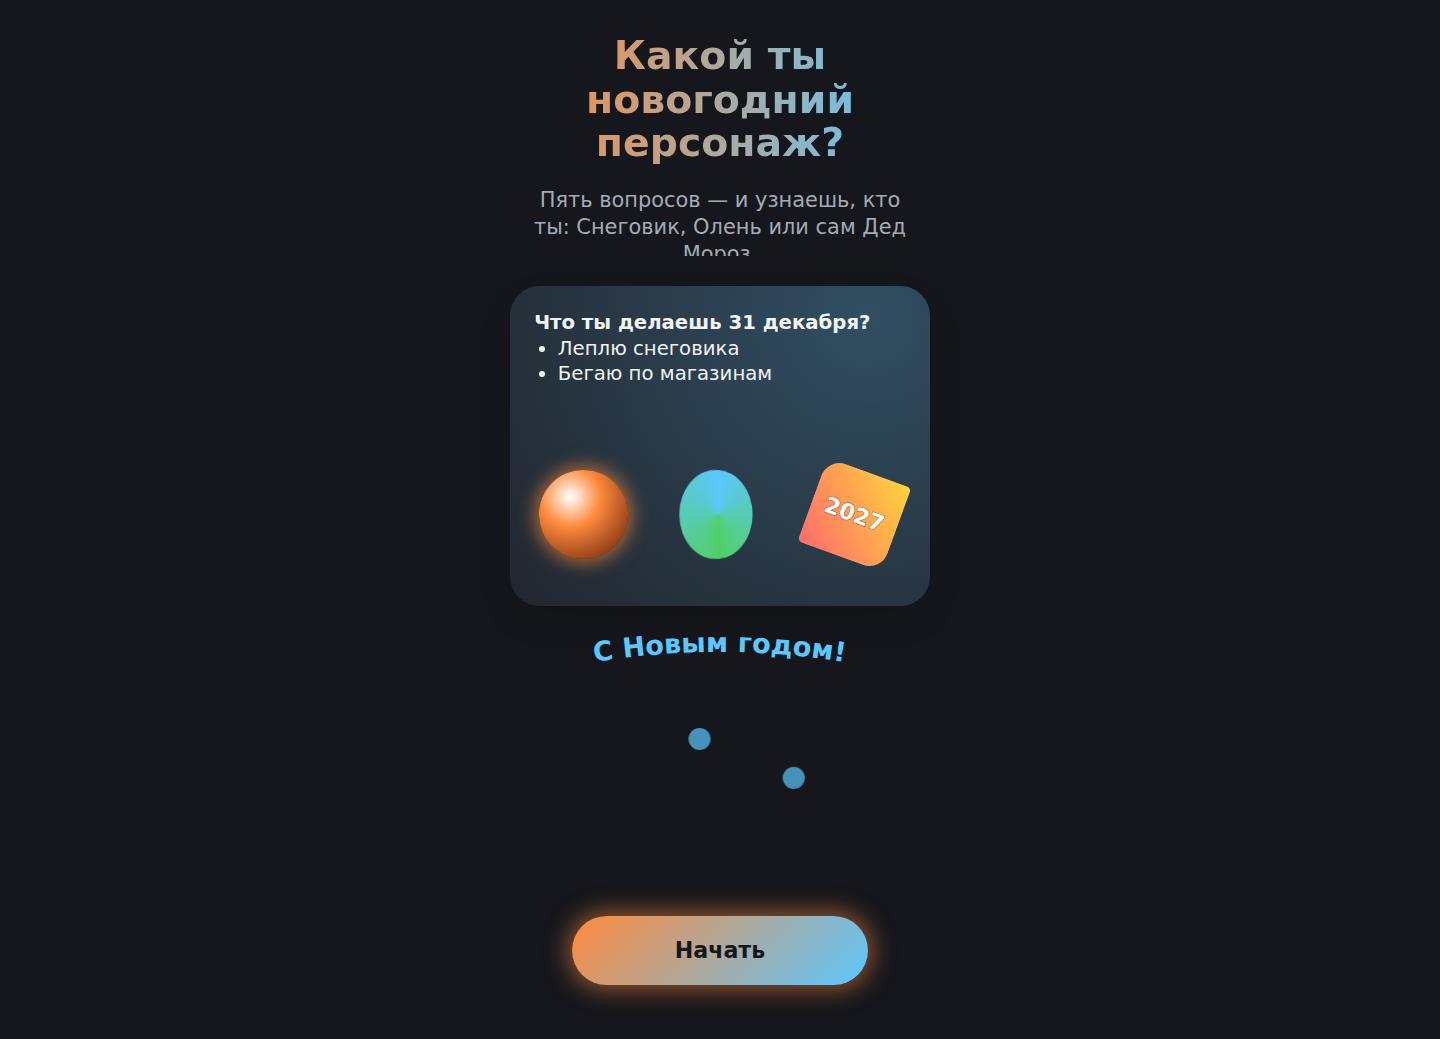 Какой ты
новогодний
персонаж?
Пять вопросов — и узнаешь, кто
ты: Снеговик, Олень или сам Дед
Мороз
Что ты делаешь 31 декабря?
Леплю снеговика
Бегаю по магазинам
2027
С Новым годом!
Начать